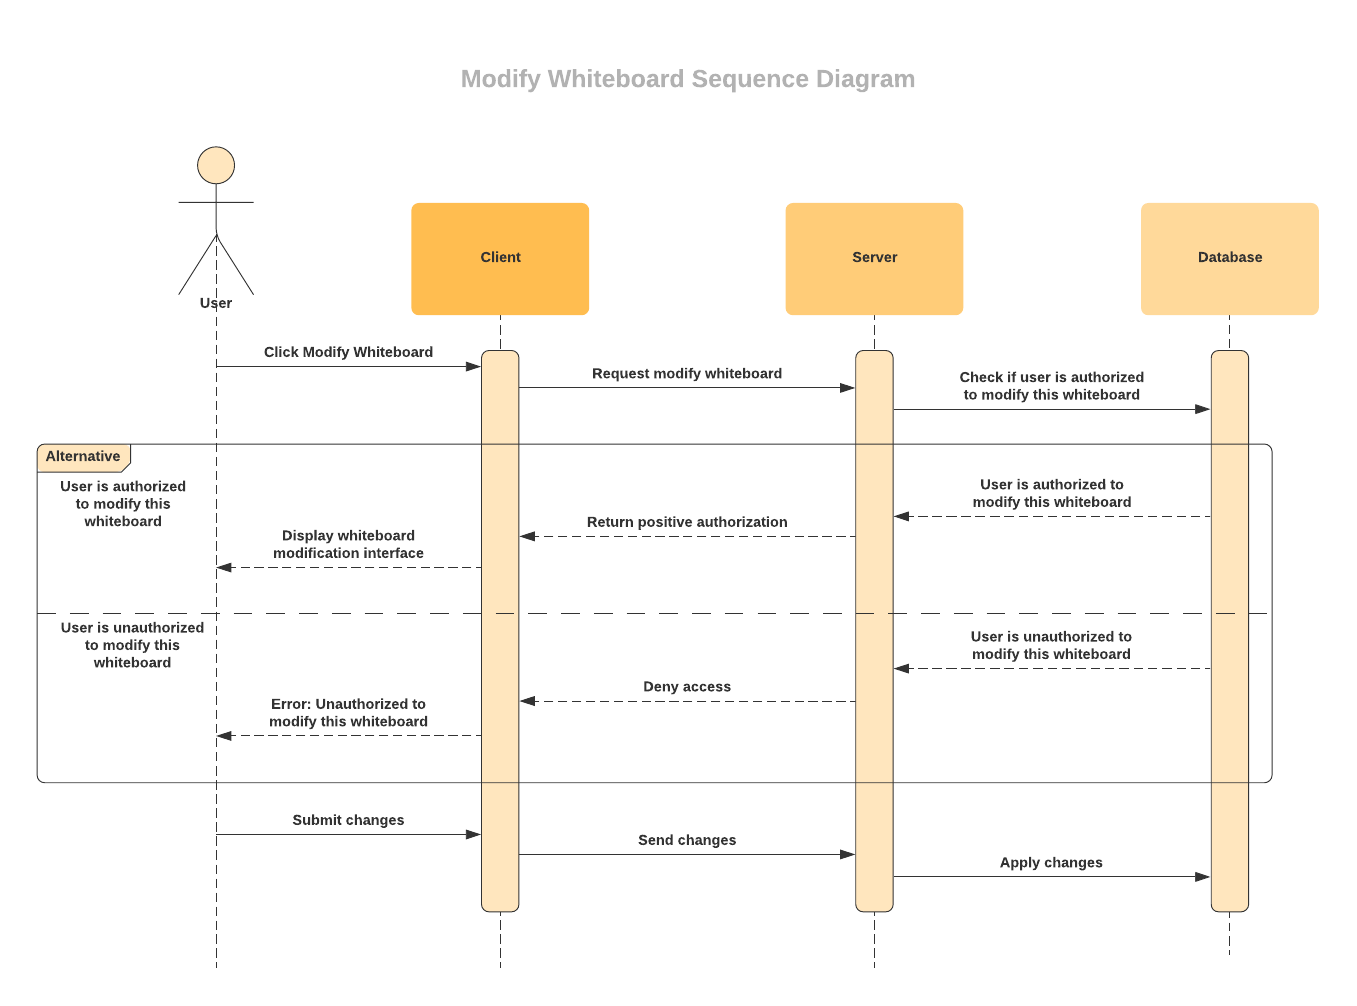 Modify Whiteboard Sequence Diagram
User
Client
Server
Database
Click Modify Whiteboard
Request modify whiteboard
Check if user is authorized
to modify this whiteboard
Alternative
User is authorized
to modify this
whiteboard
User is authorized to
modify this whiteboard
Return positive authorization
Display whiteboard
modification interface
User is unauthorized
to modify this
whiteboard
User is unauthorized to
modify this whiteboard
Deny access
Error: Unauthorized to
modify this whiteboard
Submit changes
Send changes
Apply changes